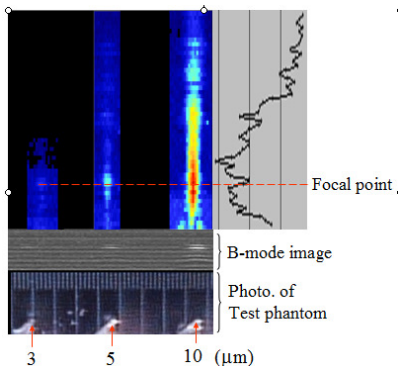 Focal point
B-mode image
Photo. of
Test phantom
3 5 10 (μm)